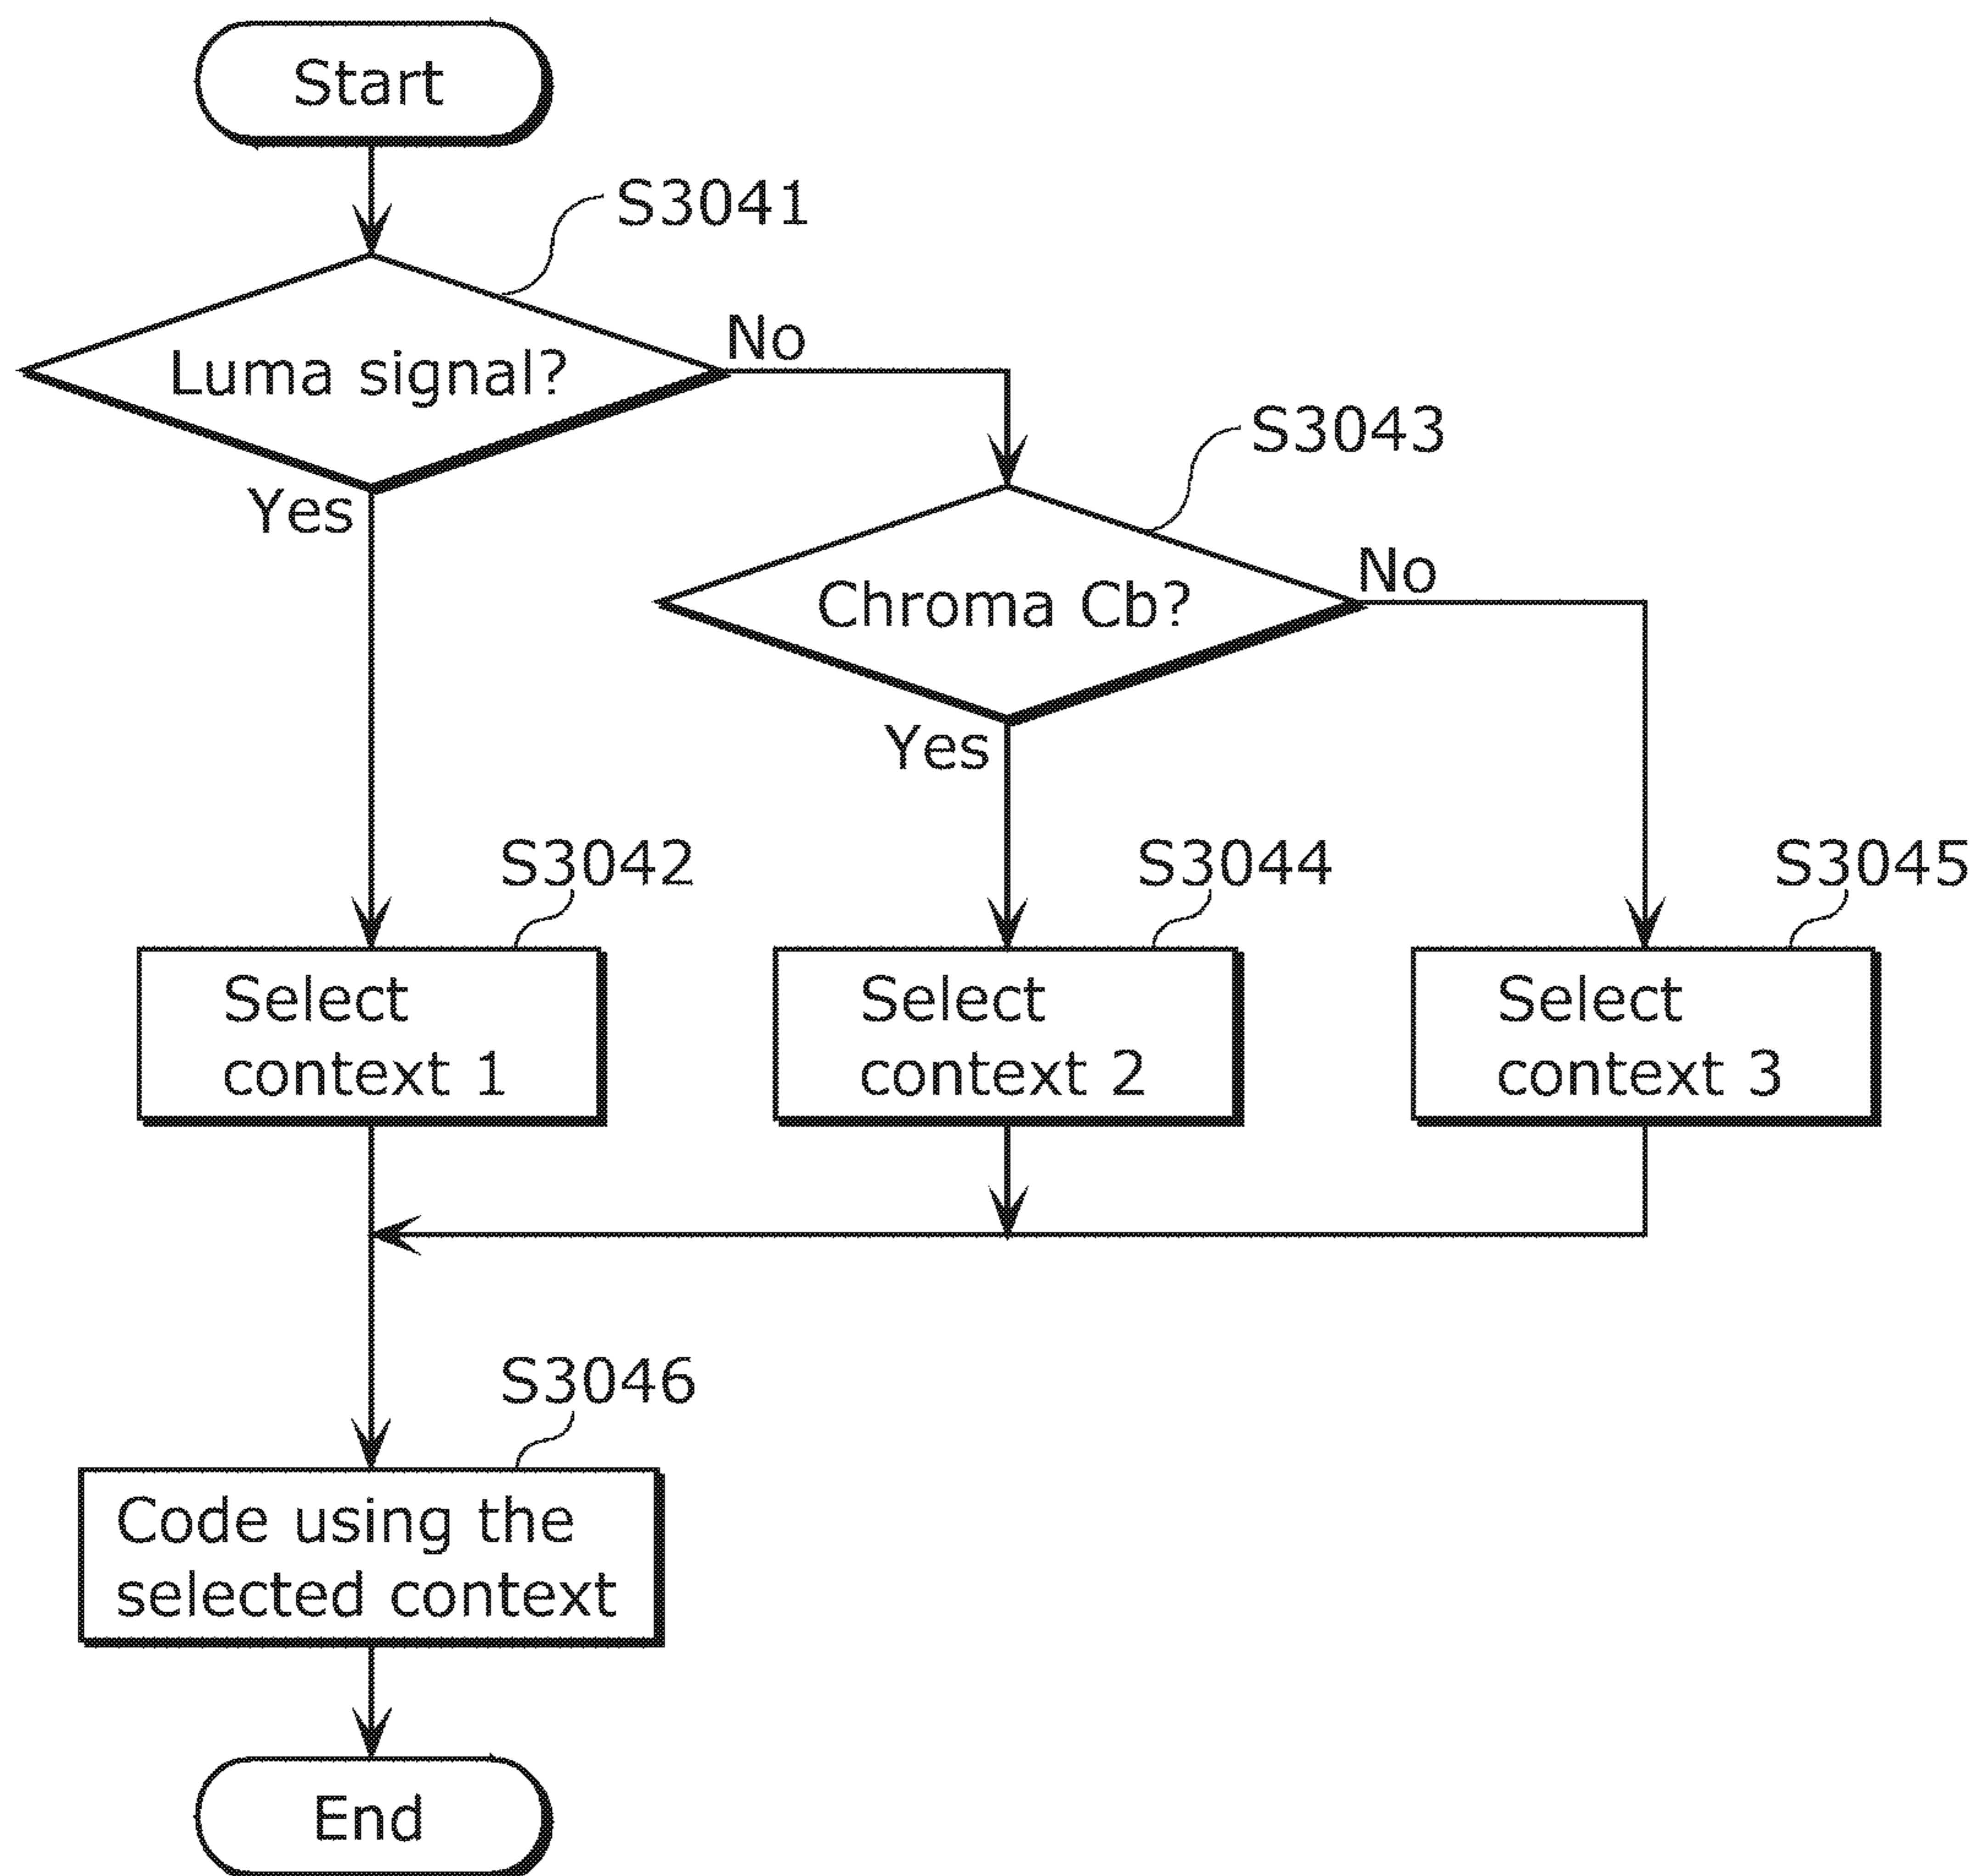 Start
S3041
Luma signal?
No
Yes
S3043
Chroma Cb?
No
Yes
S3042
Select
context 1
S3044
Select
context 2
S3045
Select
context 3
S3046
Code using the
selected context
End